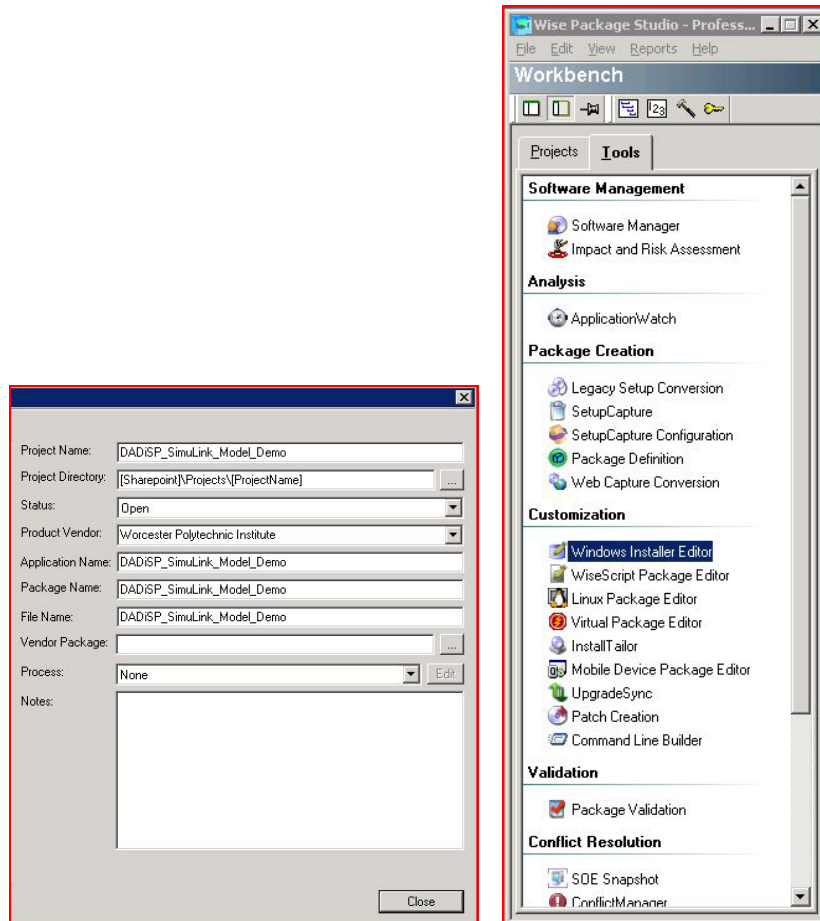 Project Name: DADiSP_SimuLink_Model_Demo
Project Directory: [Sharepoint]\Projects\[ProjectName] ...
Status: Open
Product Vendor: Worcester Polytechnic Institute
Application Name: DADiSP_SimuLink_Model_Demo
Package Name: DADiSP_SimuLink_Model_Demo
File Name: DADiSP_SimuLink_Model_Demo
Vendor Package: ...
Process: None Edit
Notes:
Close
Wise Package Studio - Profess...
File Edit View Reports Help
Workbench
123
Projects Tools
Software Management
Software Manager
Impact and Risk Assessment
Analysis
ApplicationWatch
Package Creation
Legacy Setup Conversion
SetupCapture
SetupCapture Configuration
Package Definition
Web Capture Conversion
Customization
Windows Installer Editor
WiseScript Package Editor
Linux Package Editor
Virtual Package Editor
InstallTailor
Mobile Device Package Editor
UpgradeSync
Patch Creation
Command Line Builder
Validation
Package Validation
Conflict Resolution
SOE Snapshot
ConflictManager